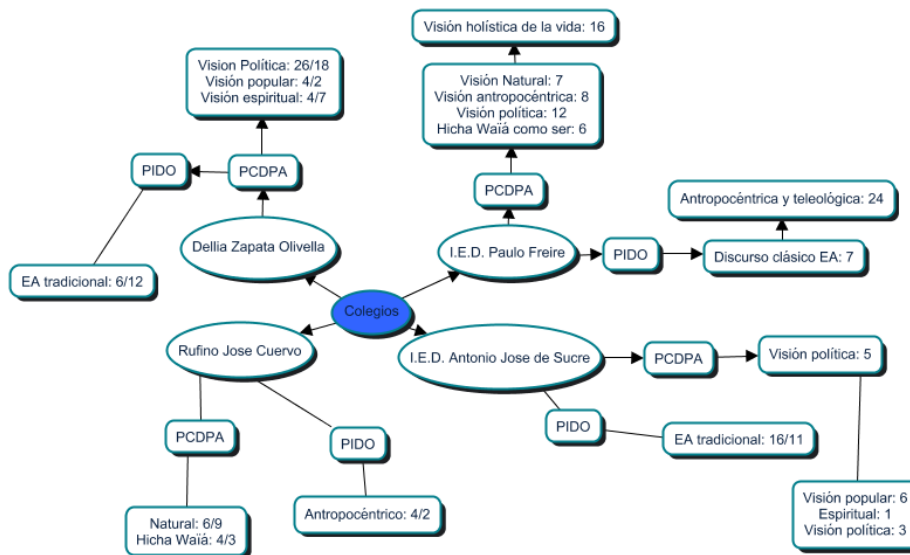 Visión holística de la vida: 16
Vision Política: 26/18
Visión popular: 4/2
Visión espiritual: 4/7
Visión Natural: 7
Visión antropocéntrica: 8
Visión política: 12
Hicha Waïá como ser: 6
PIDO
PCDPA
PCDPA
Antropocéntrica y teleológica: 24
Dellia Zapata Olivella
I.E.D. Paulo Freire
PIDO
Discurso clásico EA: 7
EA tradicional: 6/12
Colegios
Rufino Jose Cuervo
I.E.D. Antonio Jose de Sucre
PCDPA
Visión política: 5
PCDPA
PIDO
PIDO
EA tradicional: 16/11
Natural: 6/9
Hicha Waïá: 4/3
Antropocéntrico: 4/2
Visión popular: 6
Espiritual: 1
Visión política: 3